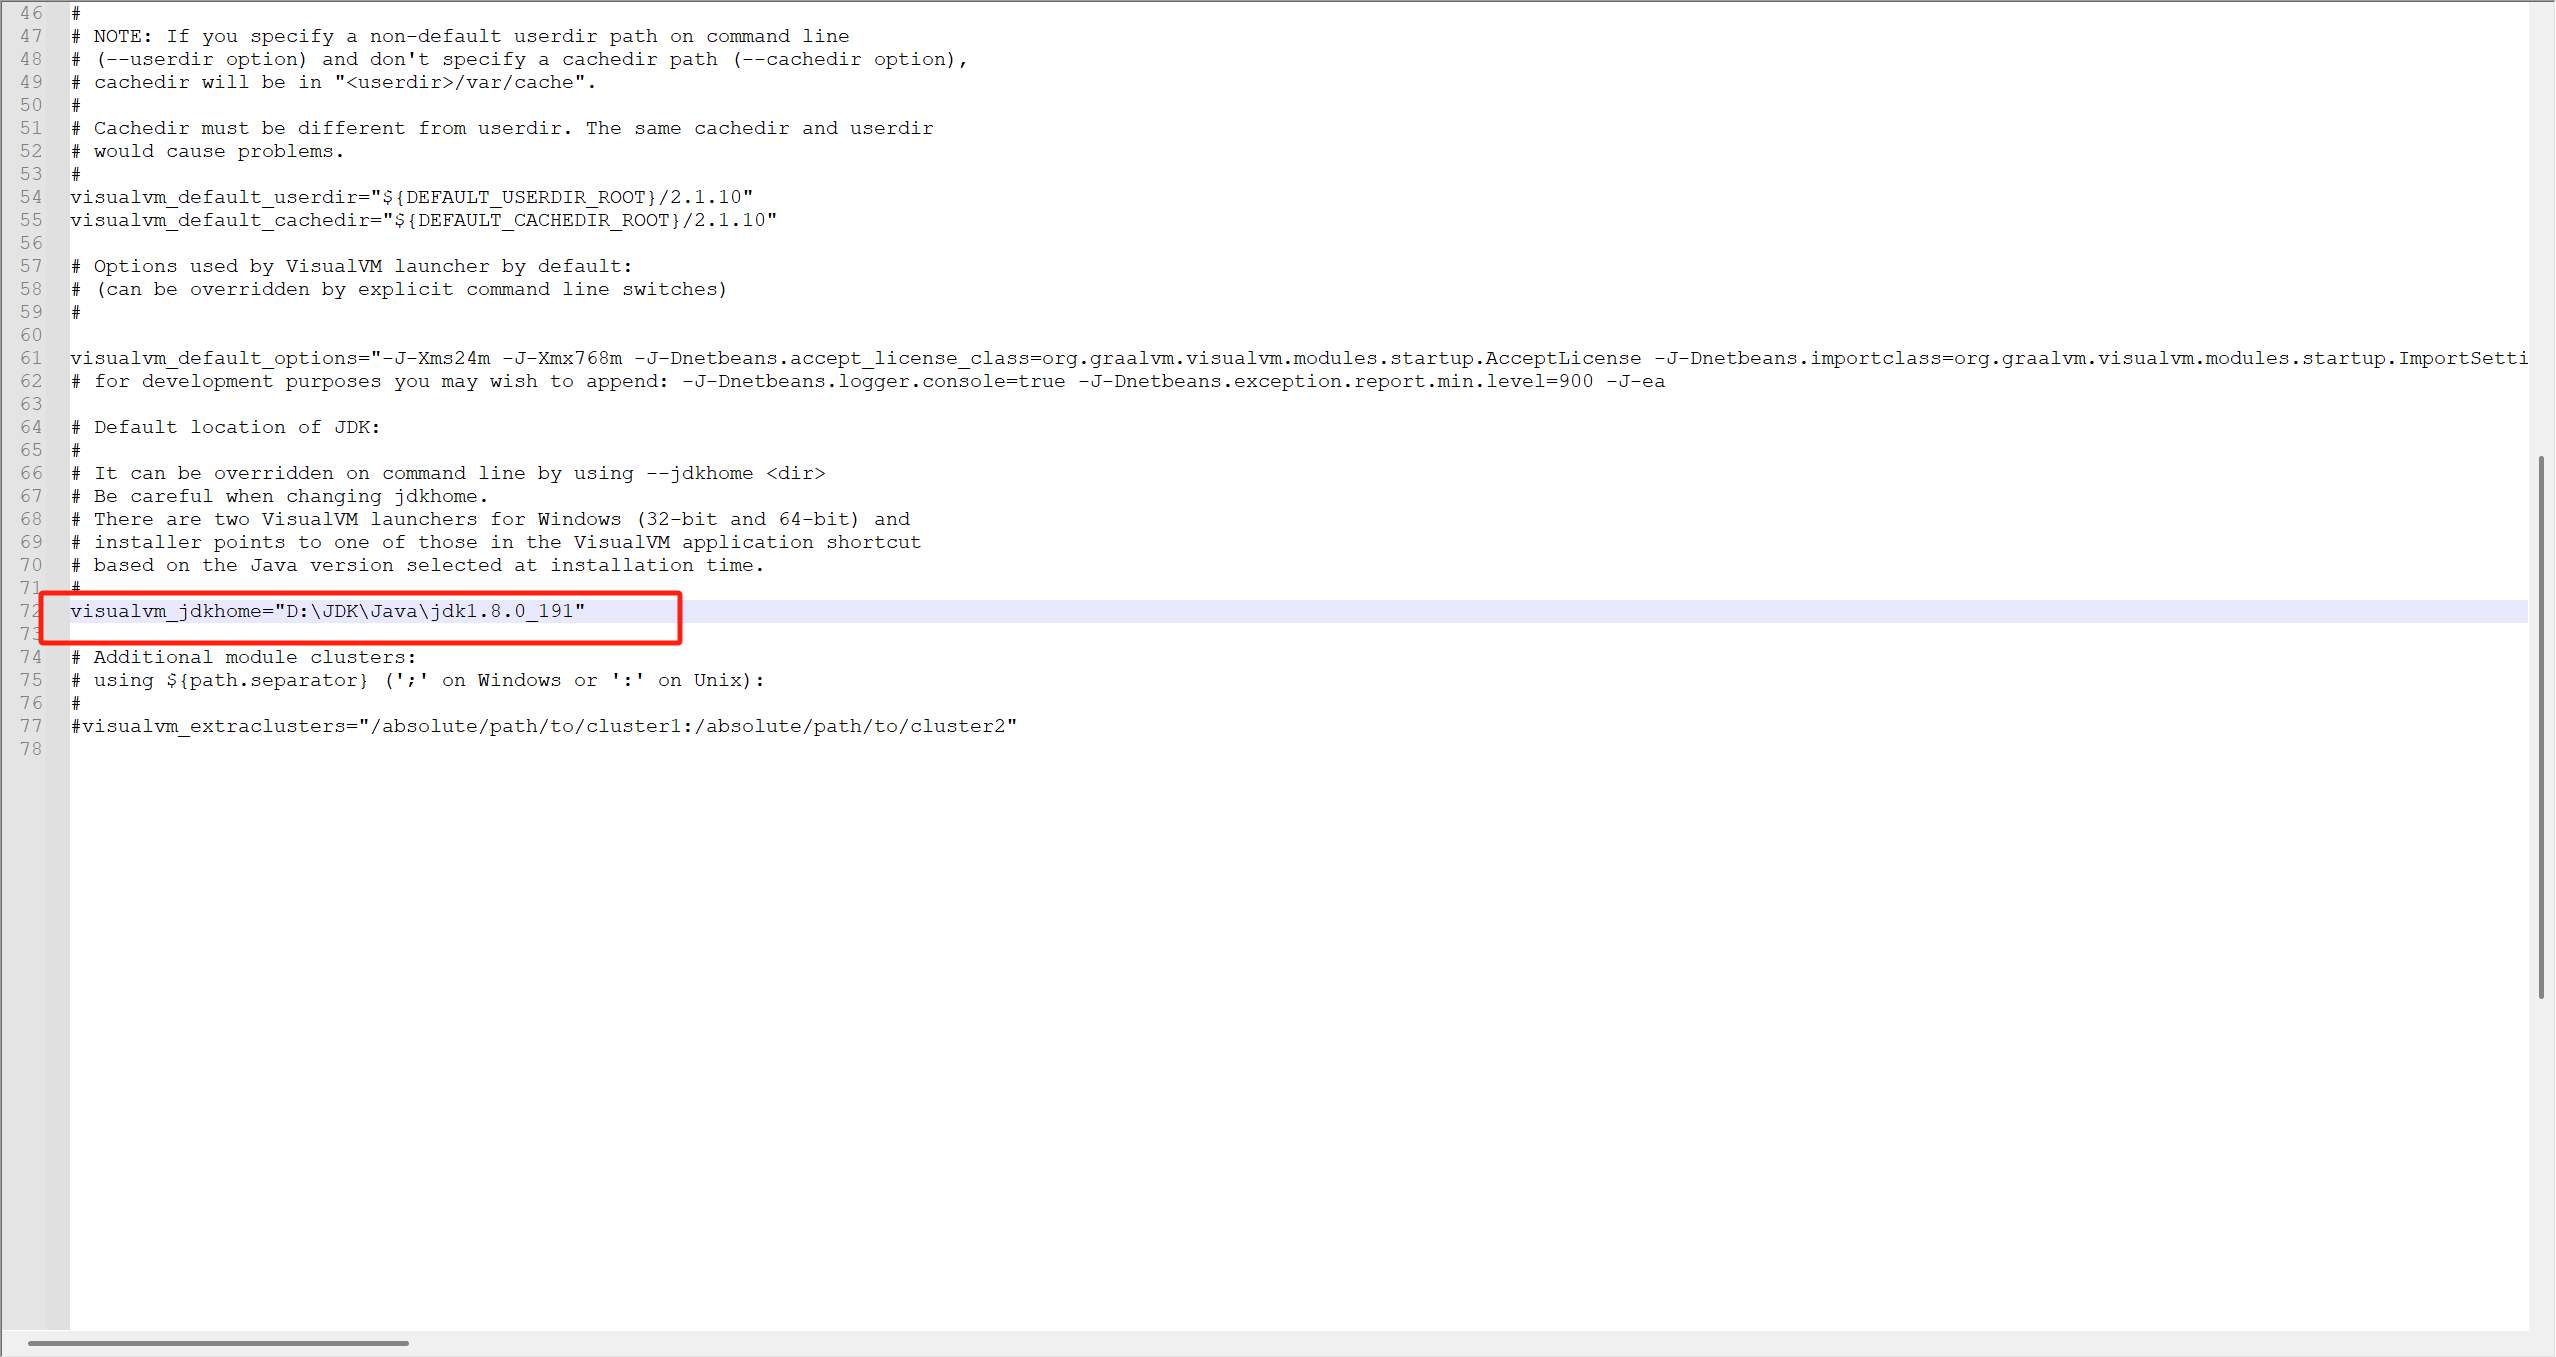 46 #
47 # NOTE: If you specify a non-default userdir path on command line
48 # (--userdir option) and don't specify a cachedir path (--cachedir option),
49 # cachedir will be in "<userdir>/var/cache".
50 #
51 # Cachedir must be different from userdir. The same cachedir and userdir
52 # would cause problems.
53 #
54 visualvm_default_userdir="${DEFAULT_USERDIR_ROOT}/2.1.10"
55 visualvm_default_cachedir="${DEFAULT_CACHEDIR_ROOT}/2.1.10"
56
57 # Options used by VisualVM launcher by default:
58 # (can be overridden by explicit command line switches)
59 #
60
61 visualvm_default_options="-J-Xms24m -J-Xmx768m -J-Dnetbeans.accept_license_class=org.graalvm.visualvm.modules.startup.AcceptLicense -J-Dnetbeans.importclass=org.graalvm.visualvm.modules.startup.ImportSetti
62 # for development purposes you may wish to append: -J-Dnetbeans.logger.console=true -J-Dnetbeans.exception.report.min.level=900 -J-ea
63
64 # Default location of JDK:
65 #
66 # It can be overridden on command line by using --jdkhome <dir>
67 # Be careful when changing jdkhome.
68 # There are two VisualVM launchers for Windows (32-bit and 64-bit) and
69 # installer points to one of those in the VisualVM application shortcut
70 # based on the Java version selected at installation time.
71 #
72 visualvm_jdkhome="D:\JDK\Java\jdk1.8.0_191"
73
74 # Additional module clusters:
75 # using ${path.separator} (';' on Windows or ':' on Unix):
76 #
77 #visualvm_extraclusters="/absolute/path/to/cluster1:/absolute/path/to/cluster2"
78